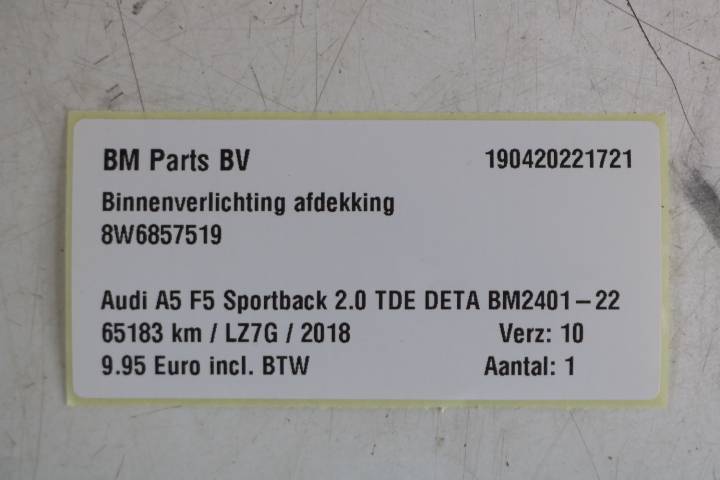 BM Parts BV 190420221721
Binnenverlichting afdekking
8W6857519
Audi A5 F5 Sportback 2.0 TDE DETA BM2401-22
65183 km / LZ7G / 2018 Verz: 10
9.95 Euro incl. BTW Aantal: 1